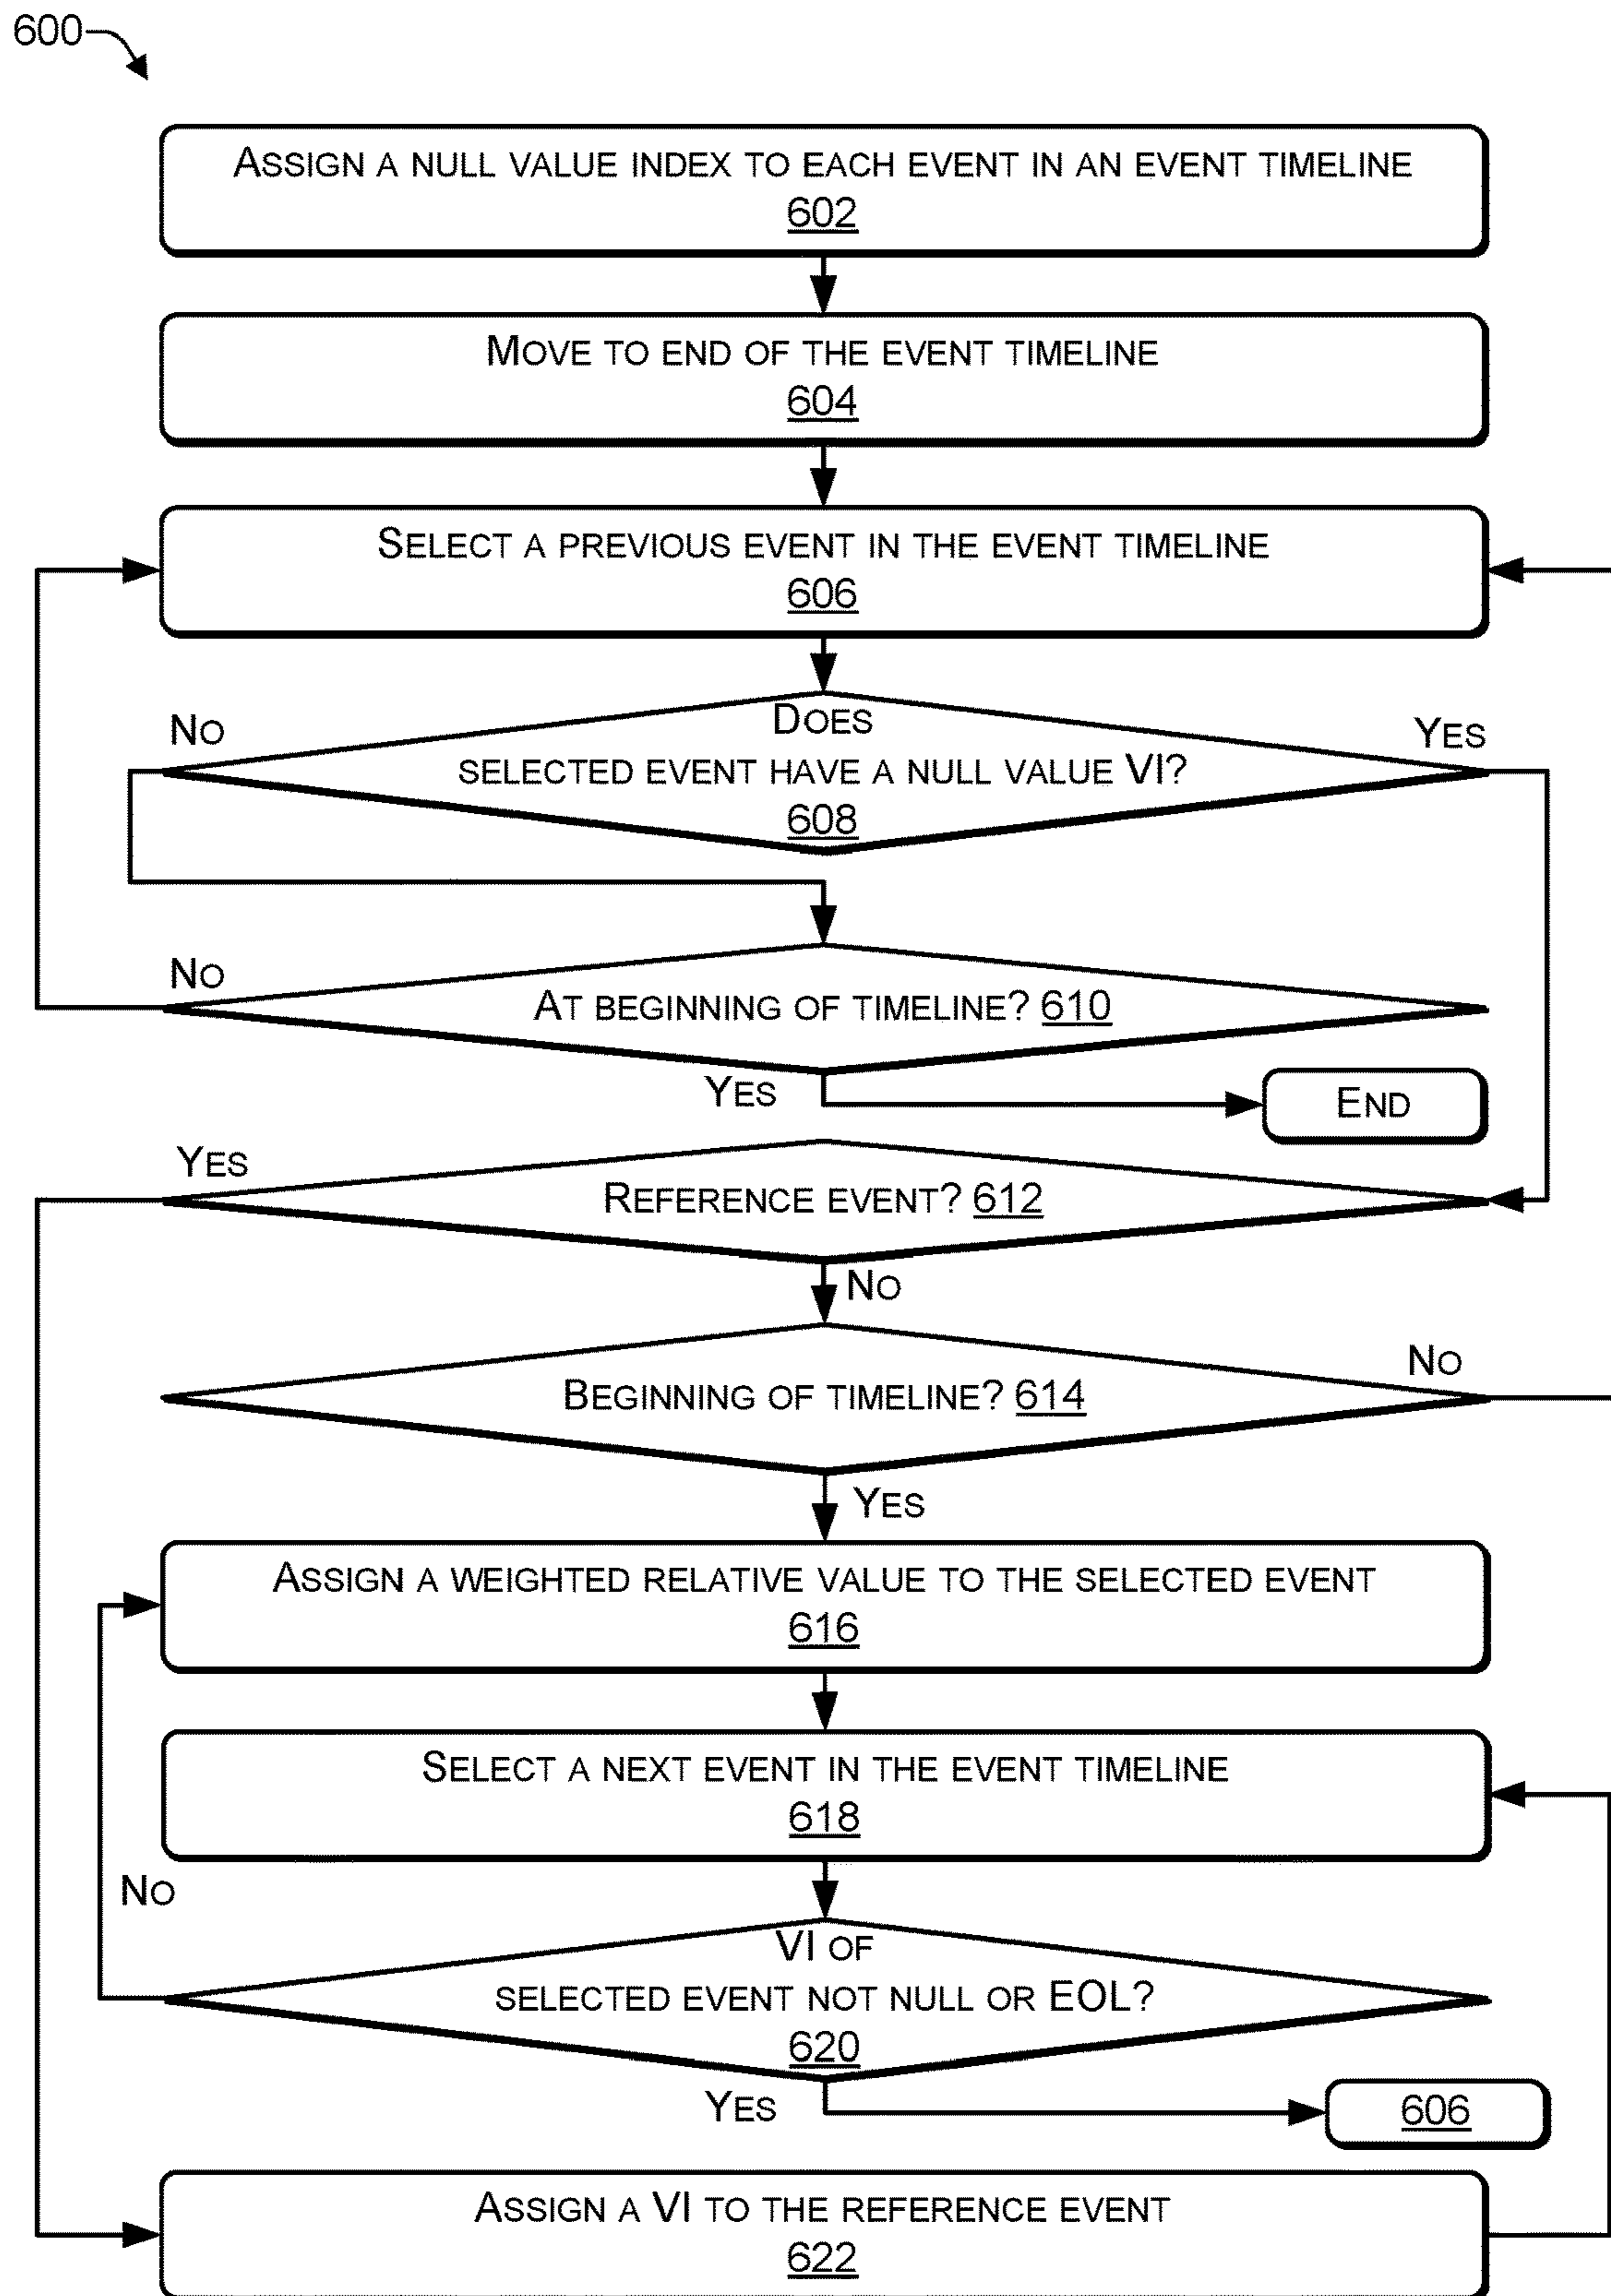 600
ASSIGN A NULL VALUE INDEX TO EACH EVENT IN AN EVENT TIMELINE
602
MOVE TO END OF THE EVENT TIMELINE
604
SELECT A PREVIOUS EVENT IN THE EVENT TIMELINE
606
NO
DOES
YES
SELECTED EVENT HAVE A NULL VALUE VI?
608
NO
AT BEGINNING OF TIMELINE? 610
YES
END
YES
REFERENCE EVENT? 612
NO
NO
BEGINNING OF TIMELINE? 614
YES
ASSIGN A WEIGHTED RELATIVE VALUE TO THE SELECTED EVENT
616
SELECT A NEXT EVENT IN THE EVENT TIMELINE
618
NO
VI OF
SELECTED EVENT NOT NULL OR EOL?
620
YES
606
ASSIGN A VI TO THE REFERENCE EVENT
622